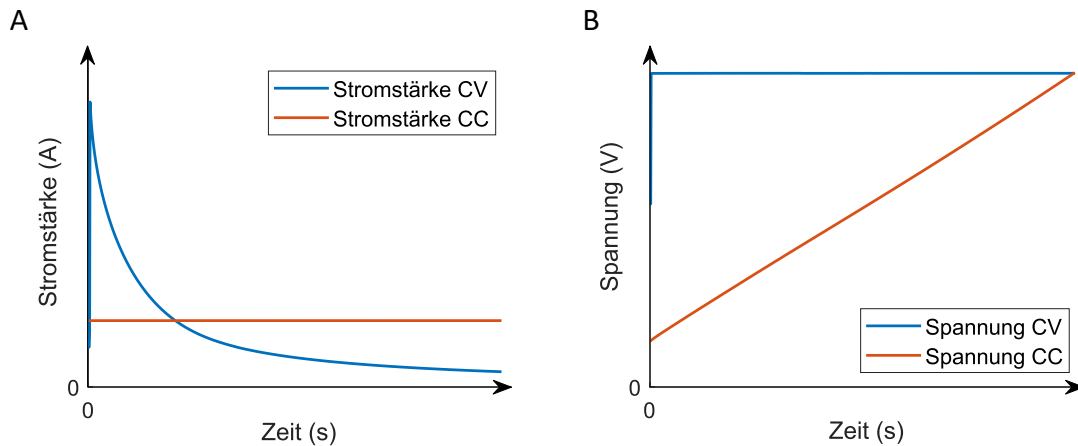 A
Stromstärke (A)
Stromstärke CV
Stromstärke CC
0
0
Zeit (s)
B
Spannung (V)
Spannung CV
Spannung CC
0
0
Zeit (s)